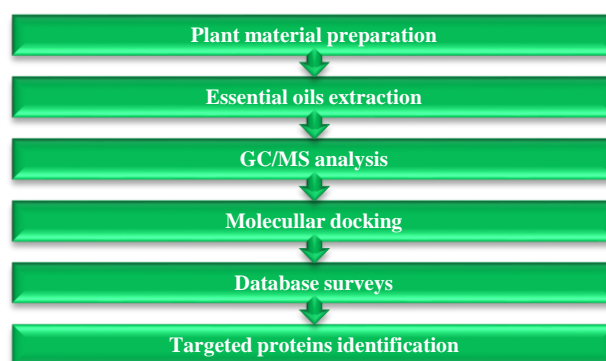 Plant material preparation
Essential oils extraction
GC/MS analysis
Molecullar docking
Database surveys
Targeted proteins identification